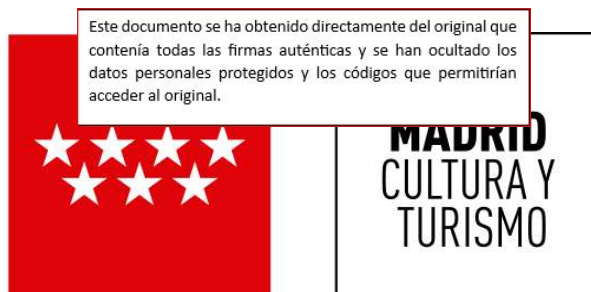 Este documento se ha obtenido directamente del original que
contenía todas las firmas auténticas y se han ocultado los
datos personales protegidos y los códigos que permitirían
acceder al original.
MADRID
CULTURA Y
TURISMO